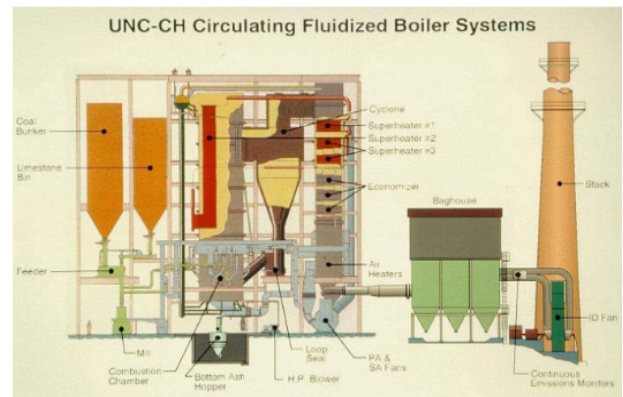 UNC-CH Circulating Fluidized Boiler Systems
Coal
Bunker
Limestone
Bin
Feeder
Mill
Combustion
Chamber
Bottom Ash
Hopper
H.P. Blower
Loop
Seal
PA &
SA Fans
Cyclone
Superheater #1
Superheater #2
Superheater #3
Economizer
Air
Heaters
Baghouse
Stack
ID Fan
Continuous
Emissions Monitors